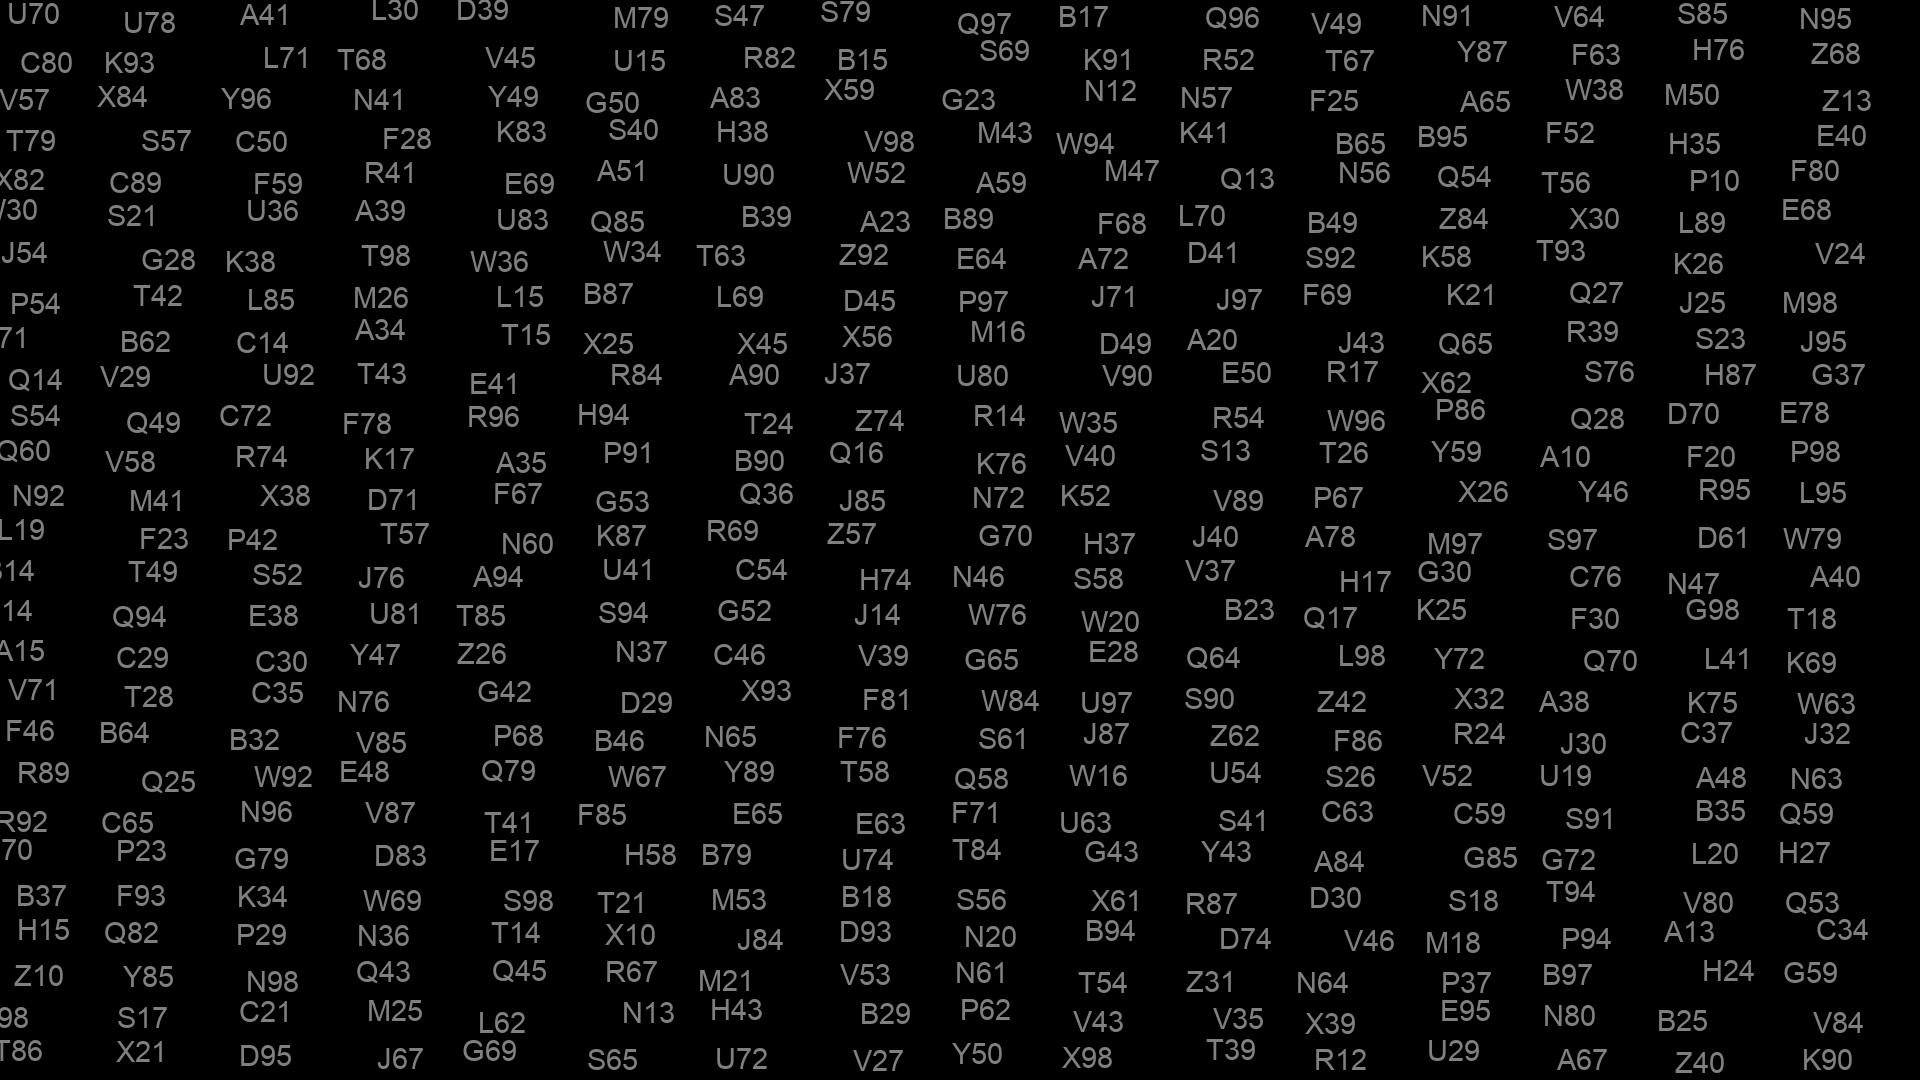 U70 U78 A41 L30 D39 M79 S47 S79 Q97 B17 Q96 V49 N91 V64 S85 N95
C80 K93 L71 T68 V45 U15 R82 B15 S69 K91 R52 T67 Y87 F63 H76 Z68
V57 X84 Y96 N41 Y49 G50 A83 X59 G23 N12 N57 F25 A65 W38 M50 Z13
T79 S57 C50 F28 K83 S40 H38 V98 M43 W94 K41 B65 B95 F52 H35 E40
X82 C89 F59 R41 E69 A51 U90 W52 A59 M47 Q13 N56 Q54 T56 P10 F80
S21 U36 A39 U83 Q85 B39 A23 B89 F68 L70 B49 Z84 X30 L89 E68
J54 G28 K38 T98 W36 W34 T63 Z92 E64 A72 D41 S92 K58 T93 K26 V24
P54 T42 L85 M26 L15 B87 L69 D45 P97 J71 J97 F69 K21 Q27 J25 M98
71 B62 C14 A34 T15 X25 X45 X56 M16 D49 A20 J43 Q65 R39 S23 J95
Q14 V29 U92 T43 E41 R84 A90 J37 U80 V90 E50 R17 X62 S76 H87 G37
S54 Q49 C72 F78 R96 H94 T24 Z74 R14 W35 R54 W96 P86 Q28 D70 E78
Q60 V58 R74 K17 A35 P91 B90 Q16 K76 V40 S13 T26 Y59 A10 F20 P98
N92 M41 X38 D71 F67 G53 Q36 J85 N72 K52 V89 P67 X26 Y46 R95 L95
L19 F23 P42 T57 N60 K87 R69 Z57 G70 H37 J40 A78 M97 S97 D61 W79
14 T49 S52 J76 A94 U41 C54 H74 N46 S58 V37 H17 G30 C76 N47 A40
14 Q94 E38 U81 T85 S94 G52 J14 W76 W20 B23 Q17 K25 F30 G98 T18
A15 C29 C30 Y47 Z26 N37 C46 V39 G65 E28 Q64 L98 Y72 Q70 L41 K69
V71 T28 C35 N76 G42 D29 X93 F81 W84 U97 S90 Z42 X32 A38 K75 W63
F46 B64 B32 V85 P68 B46 N65 F76 S61 J87 Z62 F86 R24 J30 C37 J32
R89 Q25 W92 E48 Q79 W67 Y89 T58 Q58 W16 U54 S26 V52 U19 A48 N63
R92 C65 N96 V87 T41 F85 E65 E63 F71 U63 S41 C63 C59 S91 B35 Q59
70 P23 G79 D83 E17 H58 B79 U74 T84 G43 Y43 A84 G85 G72 L20 H27
B37 F93 K34 W69 S98 T21 M53 B18 S56 X61 R87 D30 S18 T94 V80 Q53
H15 Q82 P29 N36 T14 X10 J84 D93 N20 B94 D74 V46 M18 P94 A13 C34
Z10 Y85 N98 Q43 Q45 R67 M21 V53 N61 T54 Z31 N64 P37 B97 H24 G59
98 S17 C21 M25 L62 N13 H43 B29 P62 V43 V35 X39 E95 N80 B25 V84
T86 X21 D95 J67 G69 S65 U72 V27 Y50 X98 T39 R12 U29 A67 Z40 K90